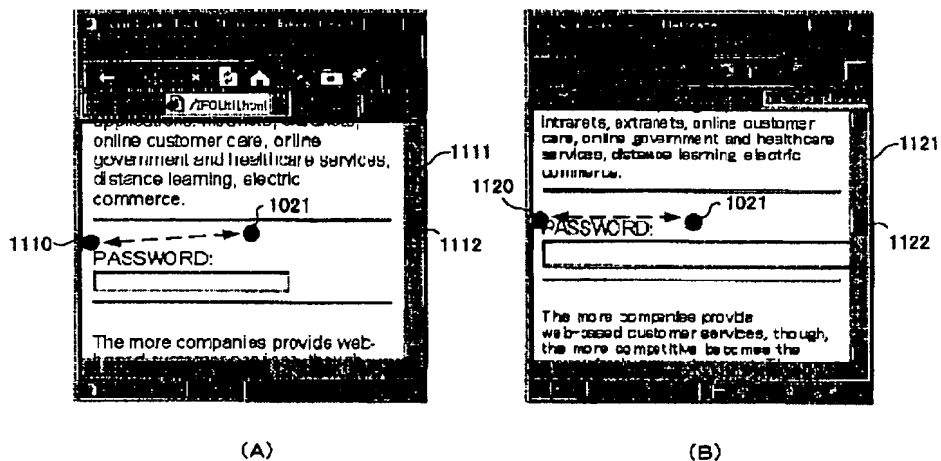 /IFOUtil.html
online customer care, online
government and healthcare services,
distance learning, electric
commerce.
1021
1110
PASSWORD:
The more companies provide web-
1111
1112
(A)
intranets, extranets, online customer
care, online government and healthcare
services, distance learning electric
commerce.
1120
1021
PASSWORD:
The more companies provide
web-based customer services, though,
the more competitive becomes the
1121
1122
(B)